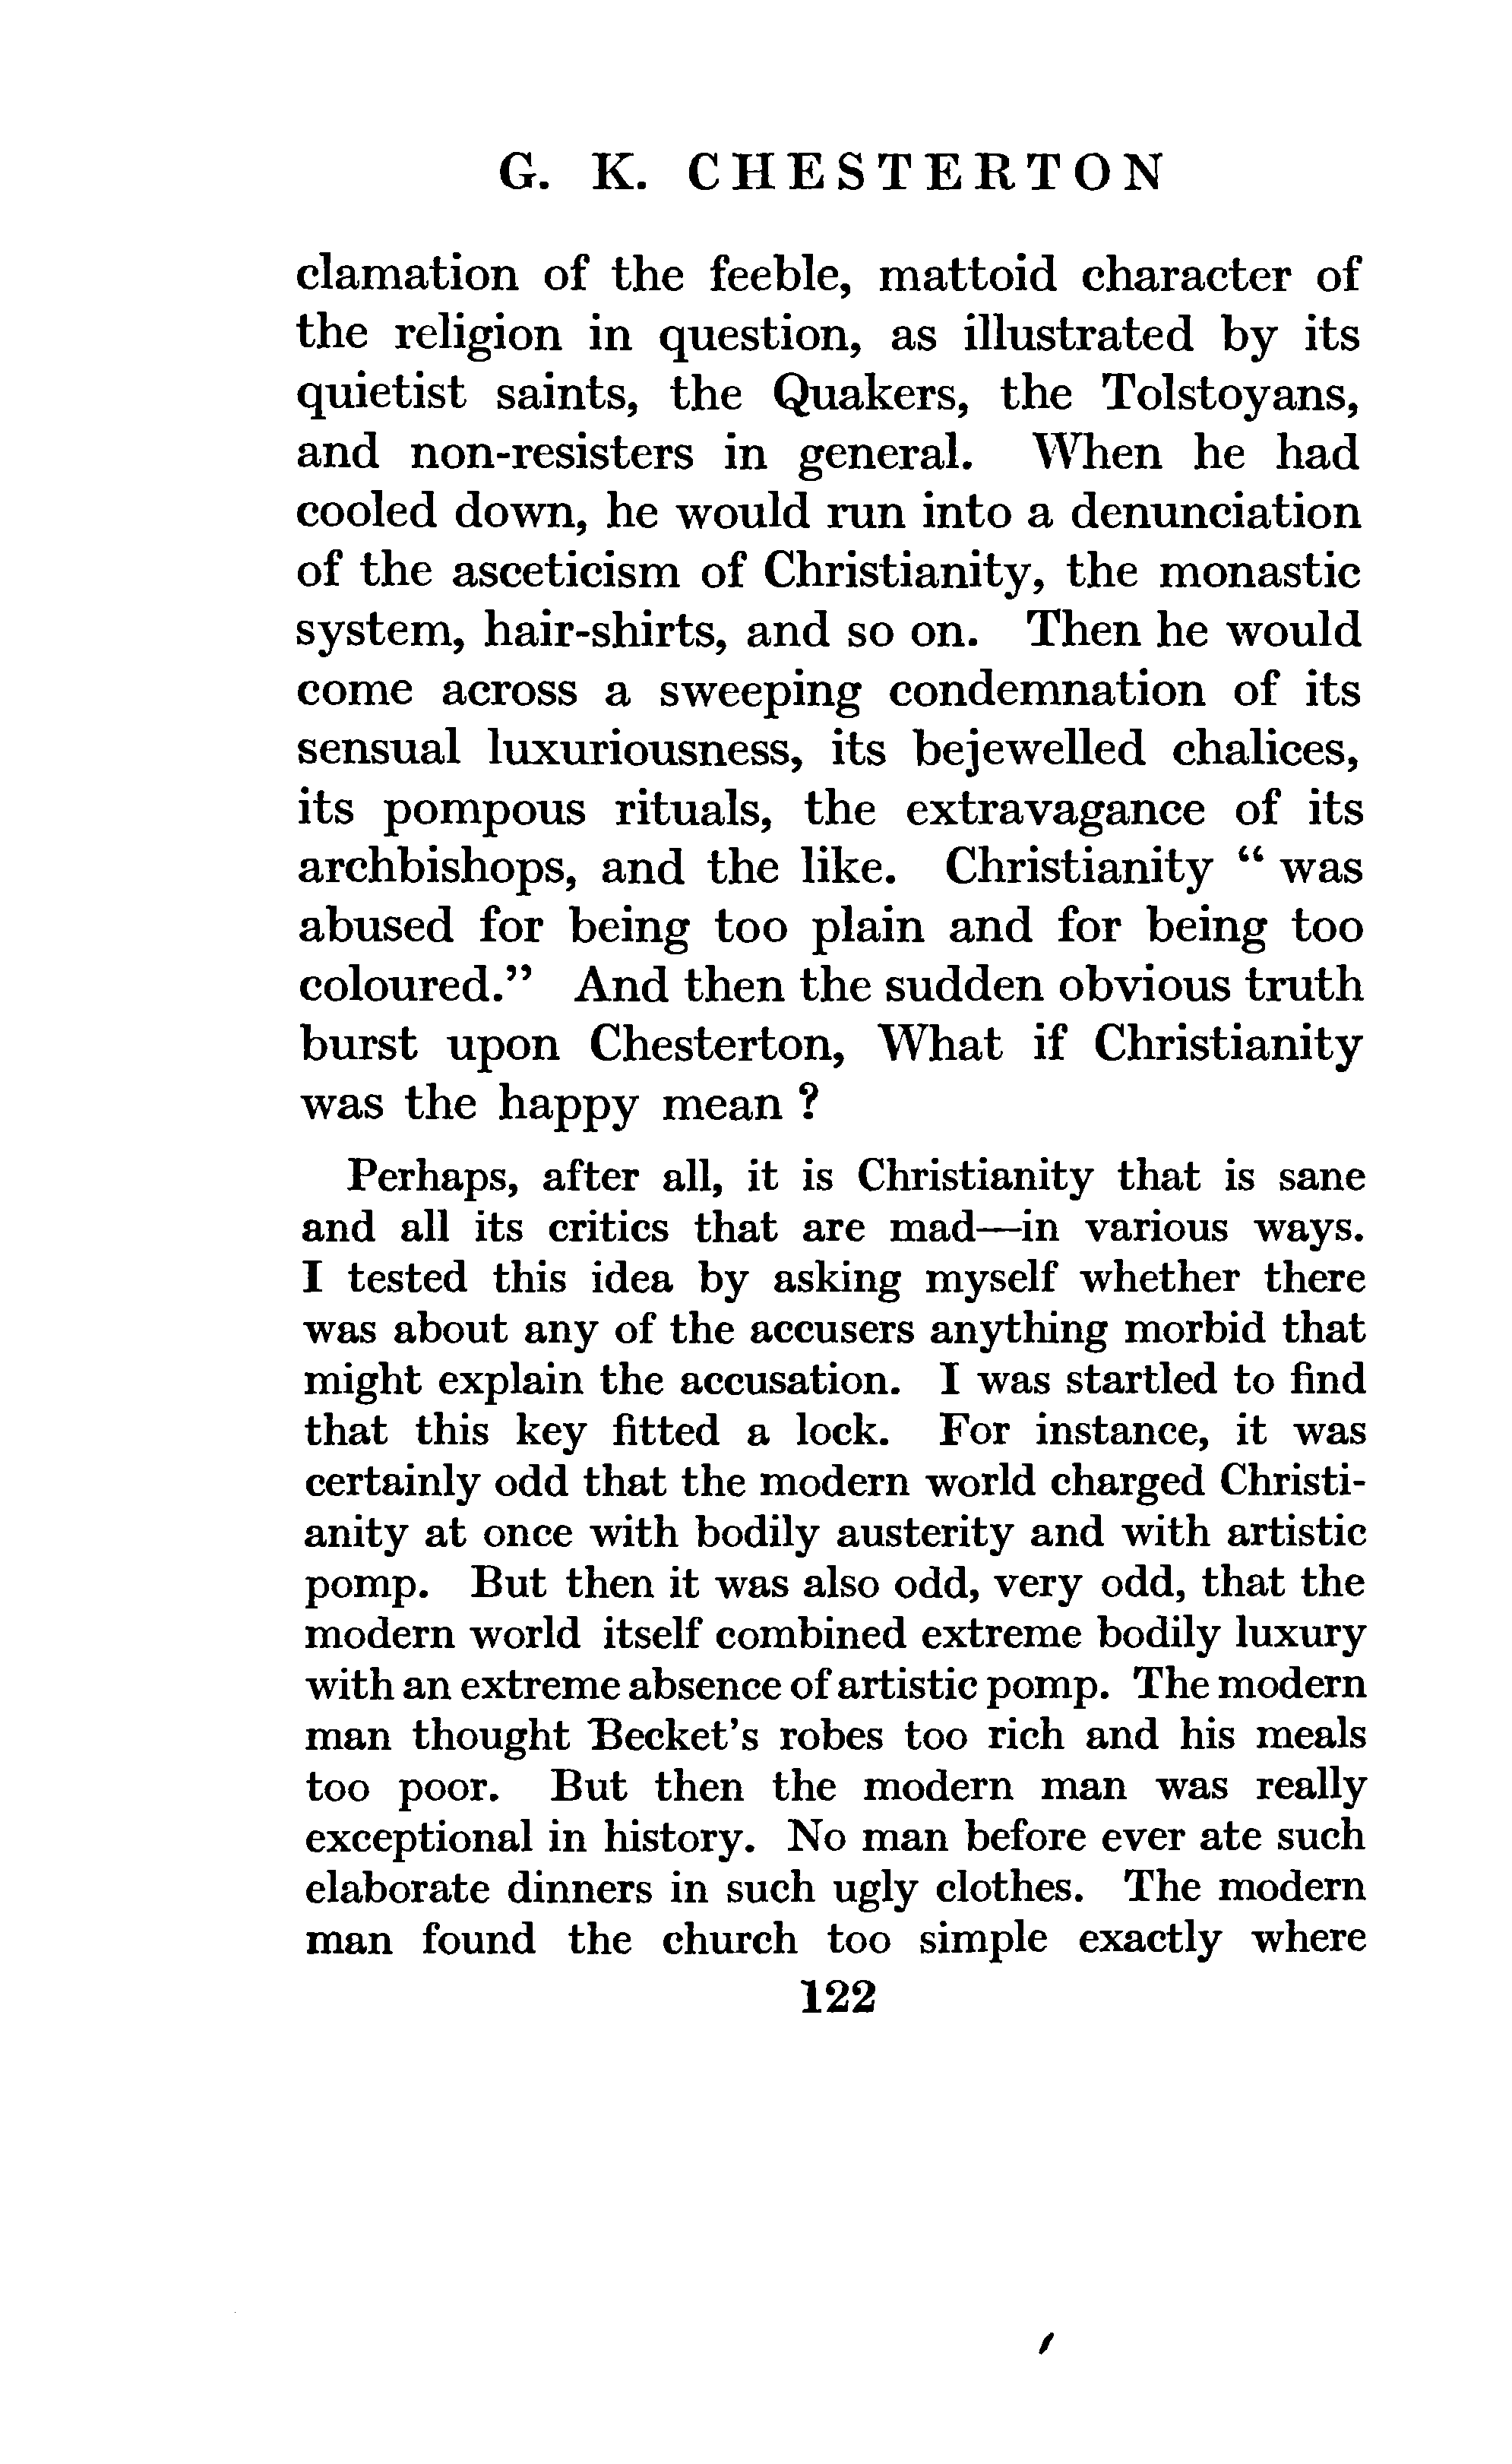 G. K. CHESTERTON
clamation of the feeble, mattoid character of
the religion in question, as illustrated by its
quietist saints, the Quakers, the Tolstoyans,
and non-resisters in general. When he had
cooled down, he would run into a denunciation
of the asceticism of Christianity, the monastic
system, hair-shirts, and so on. Then he would
come across a sweeping condemnation of its
sensual luxuriousness, its bejewelled chalices,
its pompous rituals, the extravagance of its
archbishops, and the like. Christianity “ was
abused for being too plain and for being too
coloured.” And then the sudden obvious truth
burst upon Chesterton, What if Christianity
was the happy mean ?
Perhaps, after all, it is Christianity that is sane
and all its critics that are mad—in various ways.
I tested this idea by asking myself whether there
was about any of the accusers anything morbid that
might explain the accusation. I was startled to find
that this key fitted a lock. For instance, it was
certainly odd that the modern world charged Christi-
anity at once with bodily austerity and with artistic
pomp. But then it was also odd, very odd, that the
modern world itself combined extreme bodily luxury
with an extreme absence of artistic pomp. The modern
man thought Becket’s robes too rich and his meals
too poor. But then the modern man was really
exceptional in history. No man before ever ate such
elaborate dinners in such ugly clothes. The modern
man found the church too simple exactly where
122